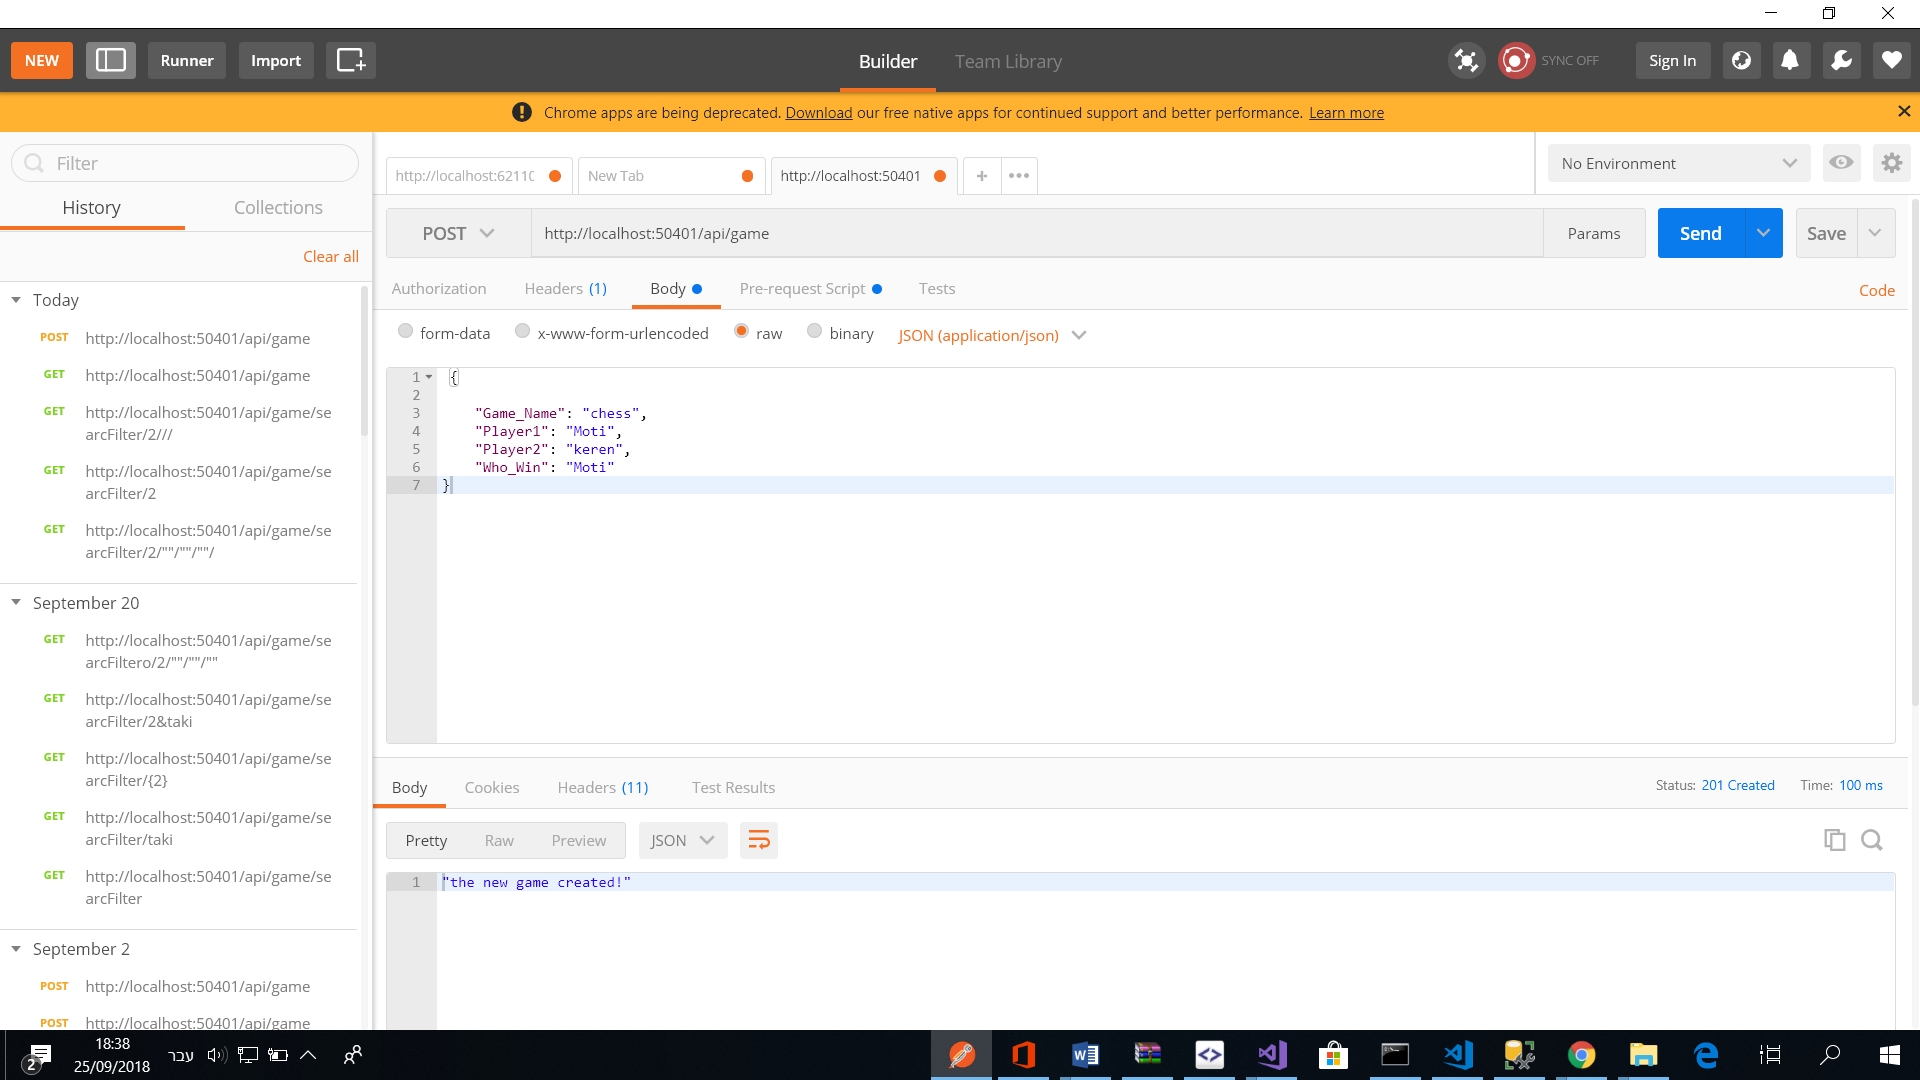 NEW
Runner
Import
Builder
Team Library
SYNC OFF
Sign In
Chrome apps are being deprecated. Download our free native apps for continued support and better performance. Learn more
Filter
History
Collections
Clear all
Today
POST http://localhost:50401/api/game
GET http://localhost:50401/api/game
GET http://localhost:50401/api/game/se
arcFilter/2///
GET http://localhost:50401/api/game/se
arcFilter/2
GET http://localhost:50401/api/game/se
arcFilter/2/""/""/""/
September 20
GET http://localhost:50401/api/game/se
arcFiltero/2/""/""/""
GET http://localhost:50401/api/game/se
arcFilter/2&taki
GET http://localhost:50401/api/game/se
arcFilter/{2}
GET http://localhost:50401/api/game/se
arcFilter/taki
GET http://localhost:50401/api/game/se
arcFilter
September 2
POST http://localhost:50401/api/game
POST http://localhost:50401/api/game
http://localhost:6211
New Tab
http://localhost:50401
+
•••
No Environment
POST
http://localhost:50401/api/game
Params
Send
Save
Authorization
Headers (1)
Body
Pre-request Script
Tests
Code
form-data
x-www-form-urlencoded
raw
binary
JSON (application/json)
1 {
2
3 "Game_Name": "chess",
4 "Player1": "Moti",
5 "Player2": "keren",
6 "Who_Win": "Moti"
7 }
Body
Cookies
Headers (11)
Test Results
Status: 201 Created
Time: 100 ms
Pretty
Raw
Preview
JSON
1 "the new game created!"
2
18:38
25/09/2018
עבר